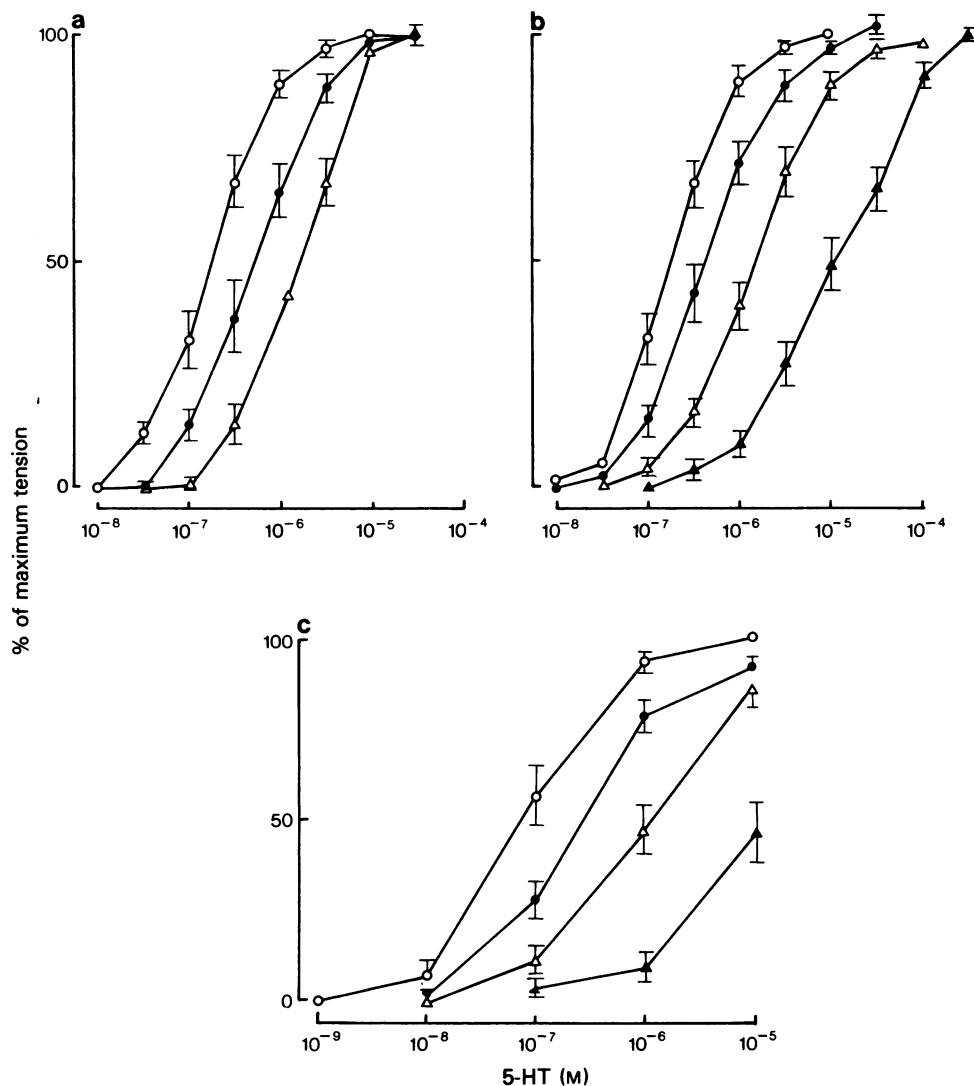 a
100
50
0
10⁻⁸ 10⁻⁷ 10⁻⁶ 10⁻⁵ 10⁻⁴
b
10⁻⁸ 10⁻⁷ 10⁻⁶ 10⁻⁵ 10⁻⁴
% of maximum tension
c
100
50
0
10⁻⁹ 10⁻⁸ 10⁻⁷ 10⁻⁶ 10⁻⁵
5-HT (M)